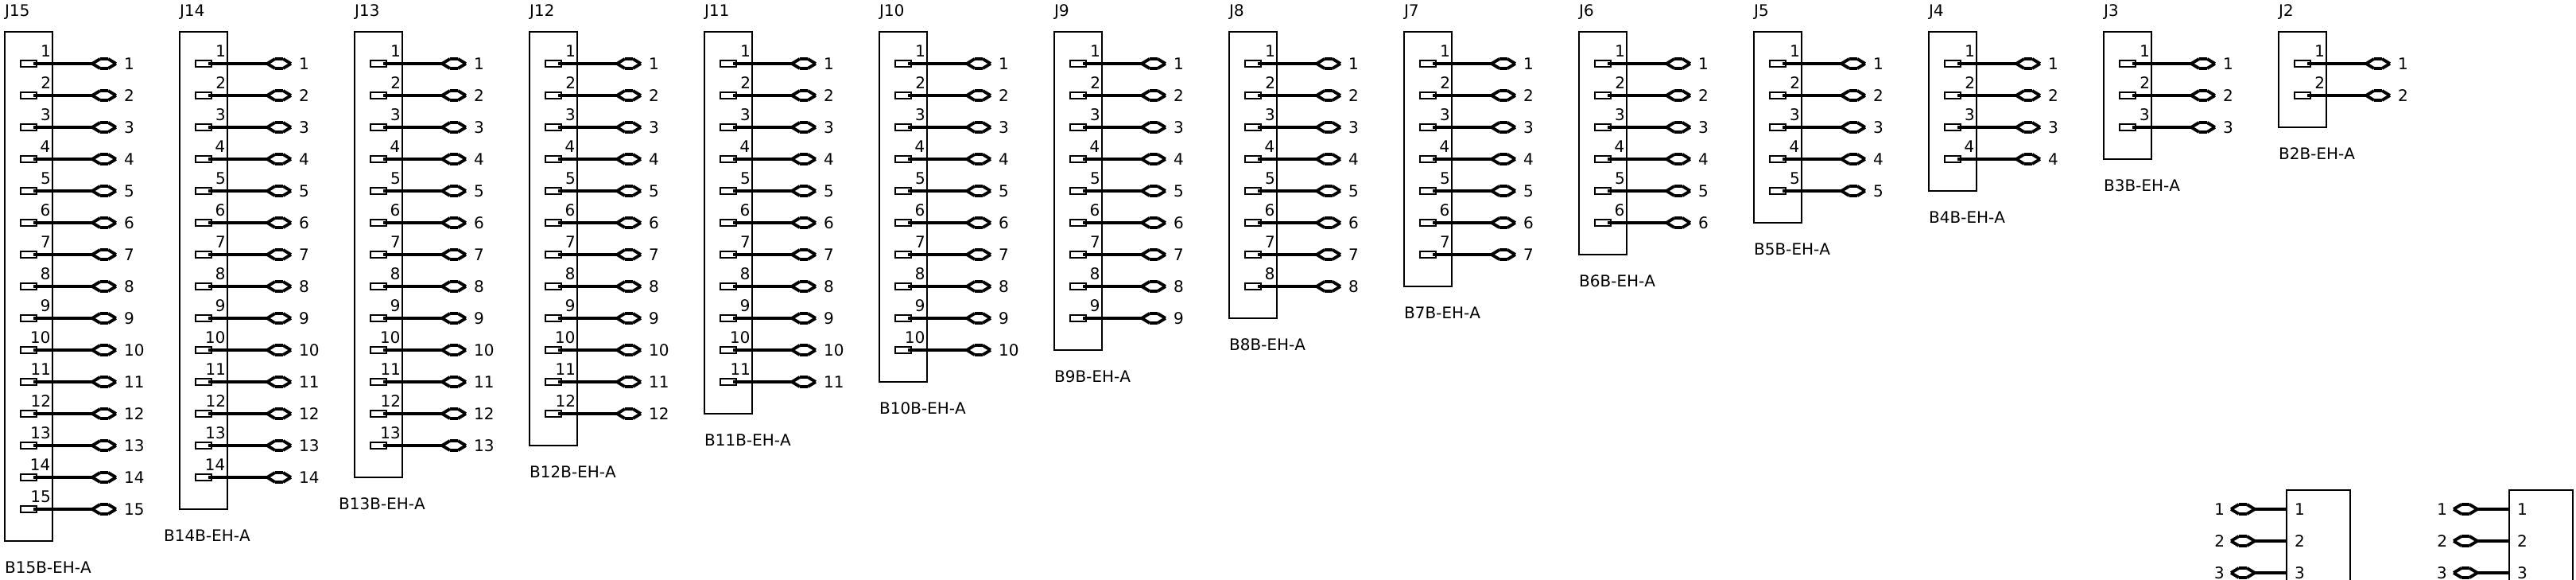 J15 J14 J13 J12 J11 J10 J9 J8 J7 J6 J5 J4 J3 J2
1 1 1 1 1 1 1 1 1 1 1 1 1 1
1 1 1 1 1 1 1 1 1 1 1 1 1 1
2 2 2 2 2 2 2 2 2 2 2 2 2 2
2 2 2 2 2 2 2 2 2 2 2 2 2 2
3 3 3 3 3 3 3 3 3 3 3 3 3
3 3 3 3 3 3 3 3 3 3 3 3 3
4 4 4 4 4 4 4 4 4 4 4 4 B2B-EH-A
4 4 4 4 4 4 4 4 4 4 4 4
5 5 5 5 5 5 5 5 5 5 5 B3B-EH-A
5 5 5 5 5 5 5 5 5 5 5
6 6 6 6 6 6 6 6 6 6 B4B-EH-A
6 6 6 6 6 6 6 6 6 6
7 7 7 7 7 7 7 7 7 B5B-EH-A
7 7 7 7 7 7 7 7 7
8 8 8 8 8 8 8 8 B6B-EH-A
8 8 8 8 8 8 8 8
9 9 9 9 9 9 9 B7B-EH-A
9 9 9 9 9 9 9
10 10 10 10 10 10 B8B-EH-A
10 10 10 10 10 10
11 11 11 11 11 B9B-EH-A
11 11 11 11 11
12 12 12 12 B10B-EH-A
12 12 12 12
13 13 13 B11B-EH-A
13 13 13
14 14 B12B-EH-A
14 14
15 B13B-EH-A
15 1 1 1 1
B14B-EH-A
2 2 2 2
B15B-EH-A
3 3 3 3